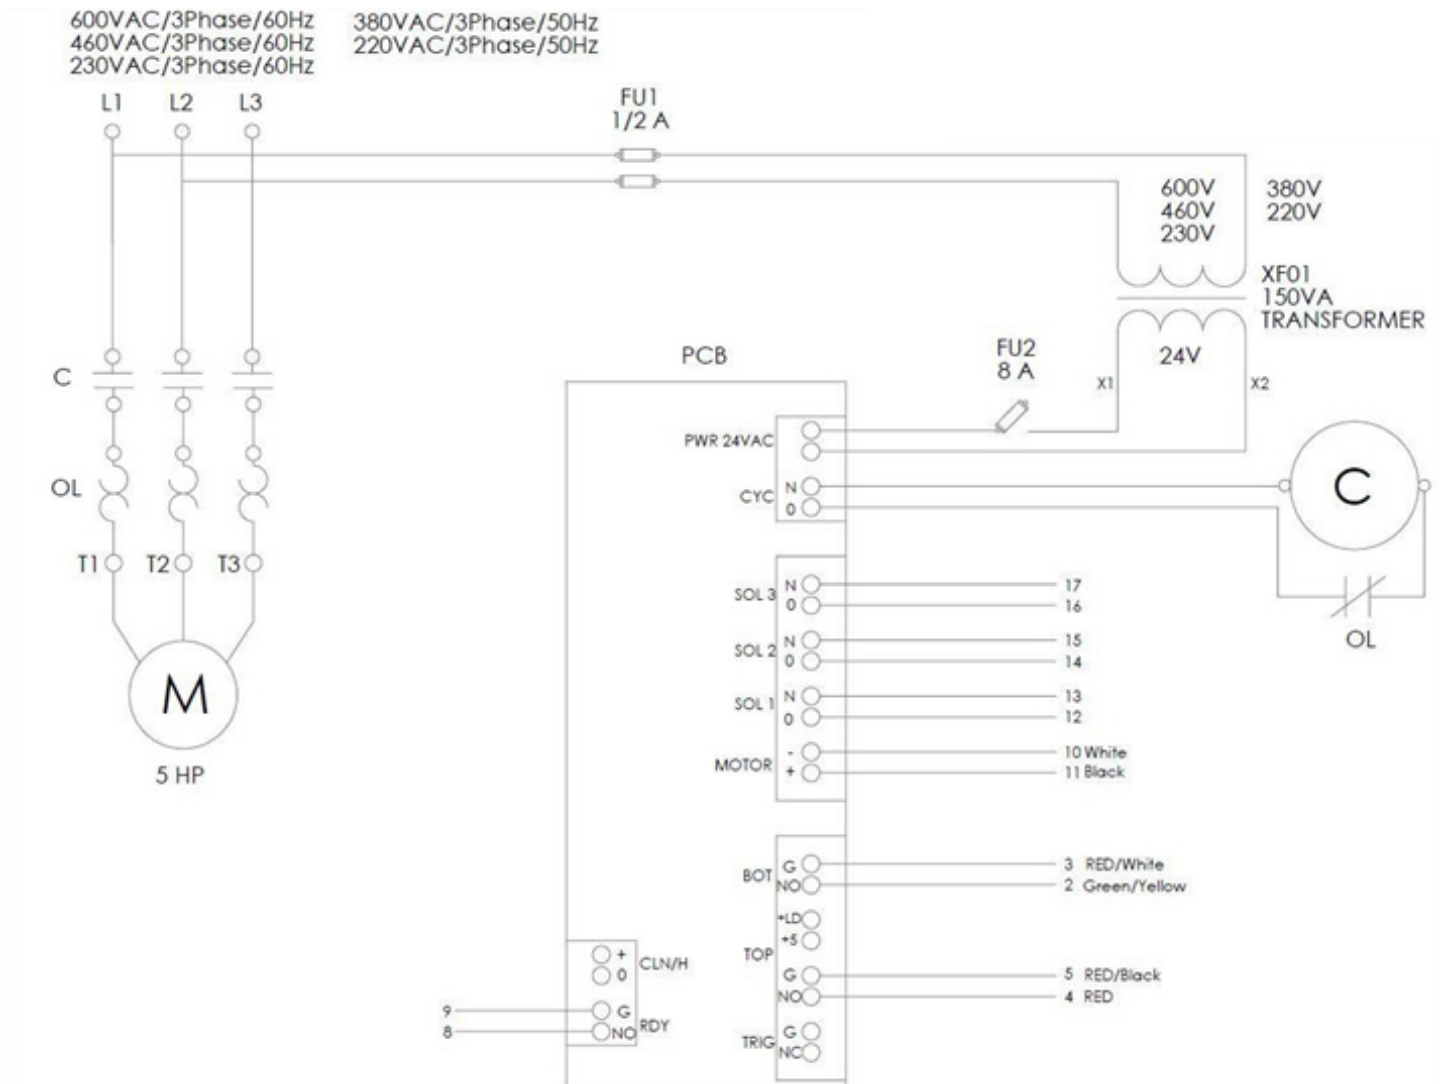 600VAC/3Phase/60Hz 380VAC/3Phase/50Hz
460VAC/3Phase/60Hz 220VAC/3Phase/50Hz
230VAC/3Phase/60Hz
L1 L2 L3
FU1
1/2 A
600V 380V
460V 220V
230V
XF01
150VA
TRANSFORMER
24V
X1 X2
FU2
8 A
PCB
C
OL
T1 T2 T3
M
5 HP
PWR 24VAC
CYC N
0
C
OL
SOL 3 N 17
0 16
SOL 2 N 15
0 14
SOL 1 N 13
0 12
MOTOR - 10 White
+ 11 Black
BOT G 3 RED/White
NO 2 Green/Yellow
+LD
+5
TOP
G 5 RED/Black
NO 4 RED
TRIG G
NC
+ CLN/H
0
9 G RDY
8 NO